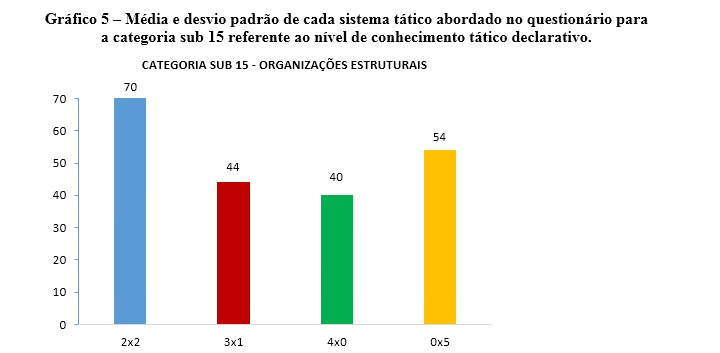 Gráfico 5 – Média e desvio padrão de cada sistema tático abordado no questionário para
a categoria sub 15 referente ao nível de conhecimento tático declarativo.
CATEGORIA SUB 15 - ORGANIZAÇÕES ESTRUTURAIS
70
60
50
40
30
20
10
0
70
44
40
54
2x2
3x1
4x0
0x5